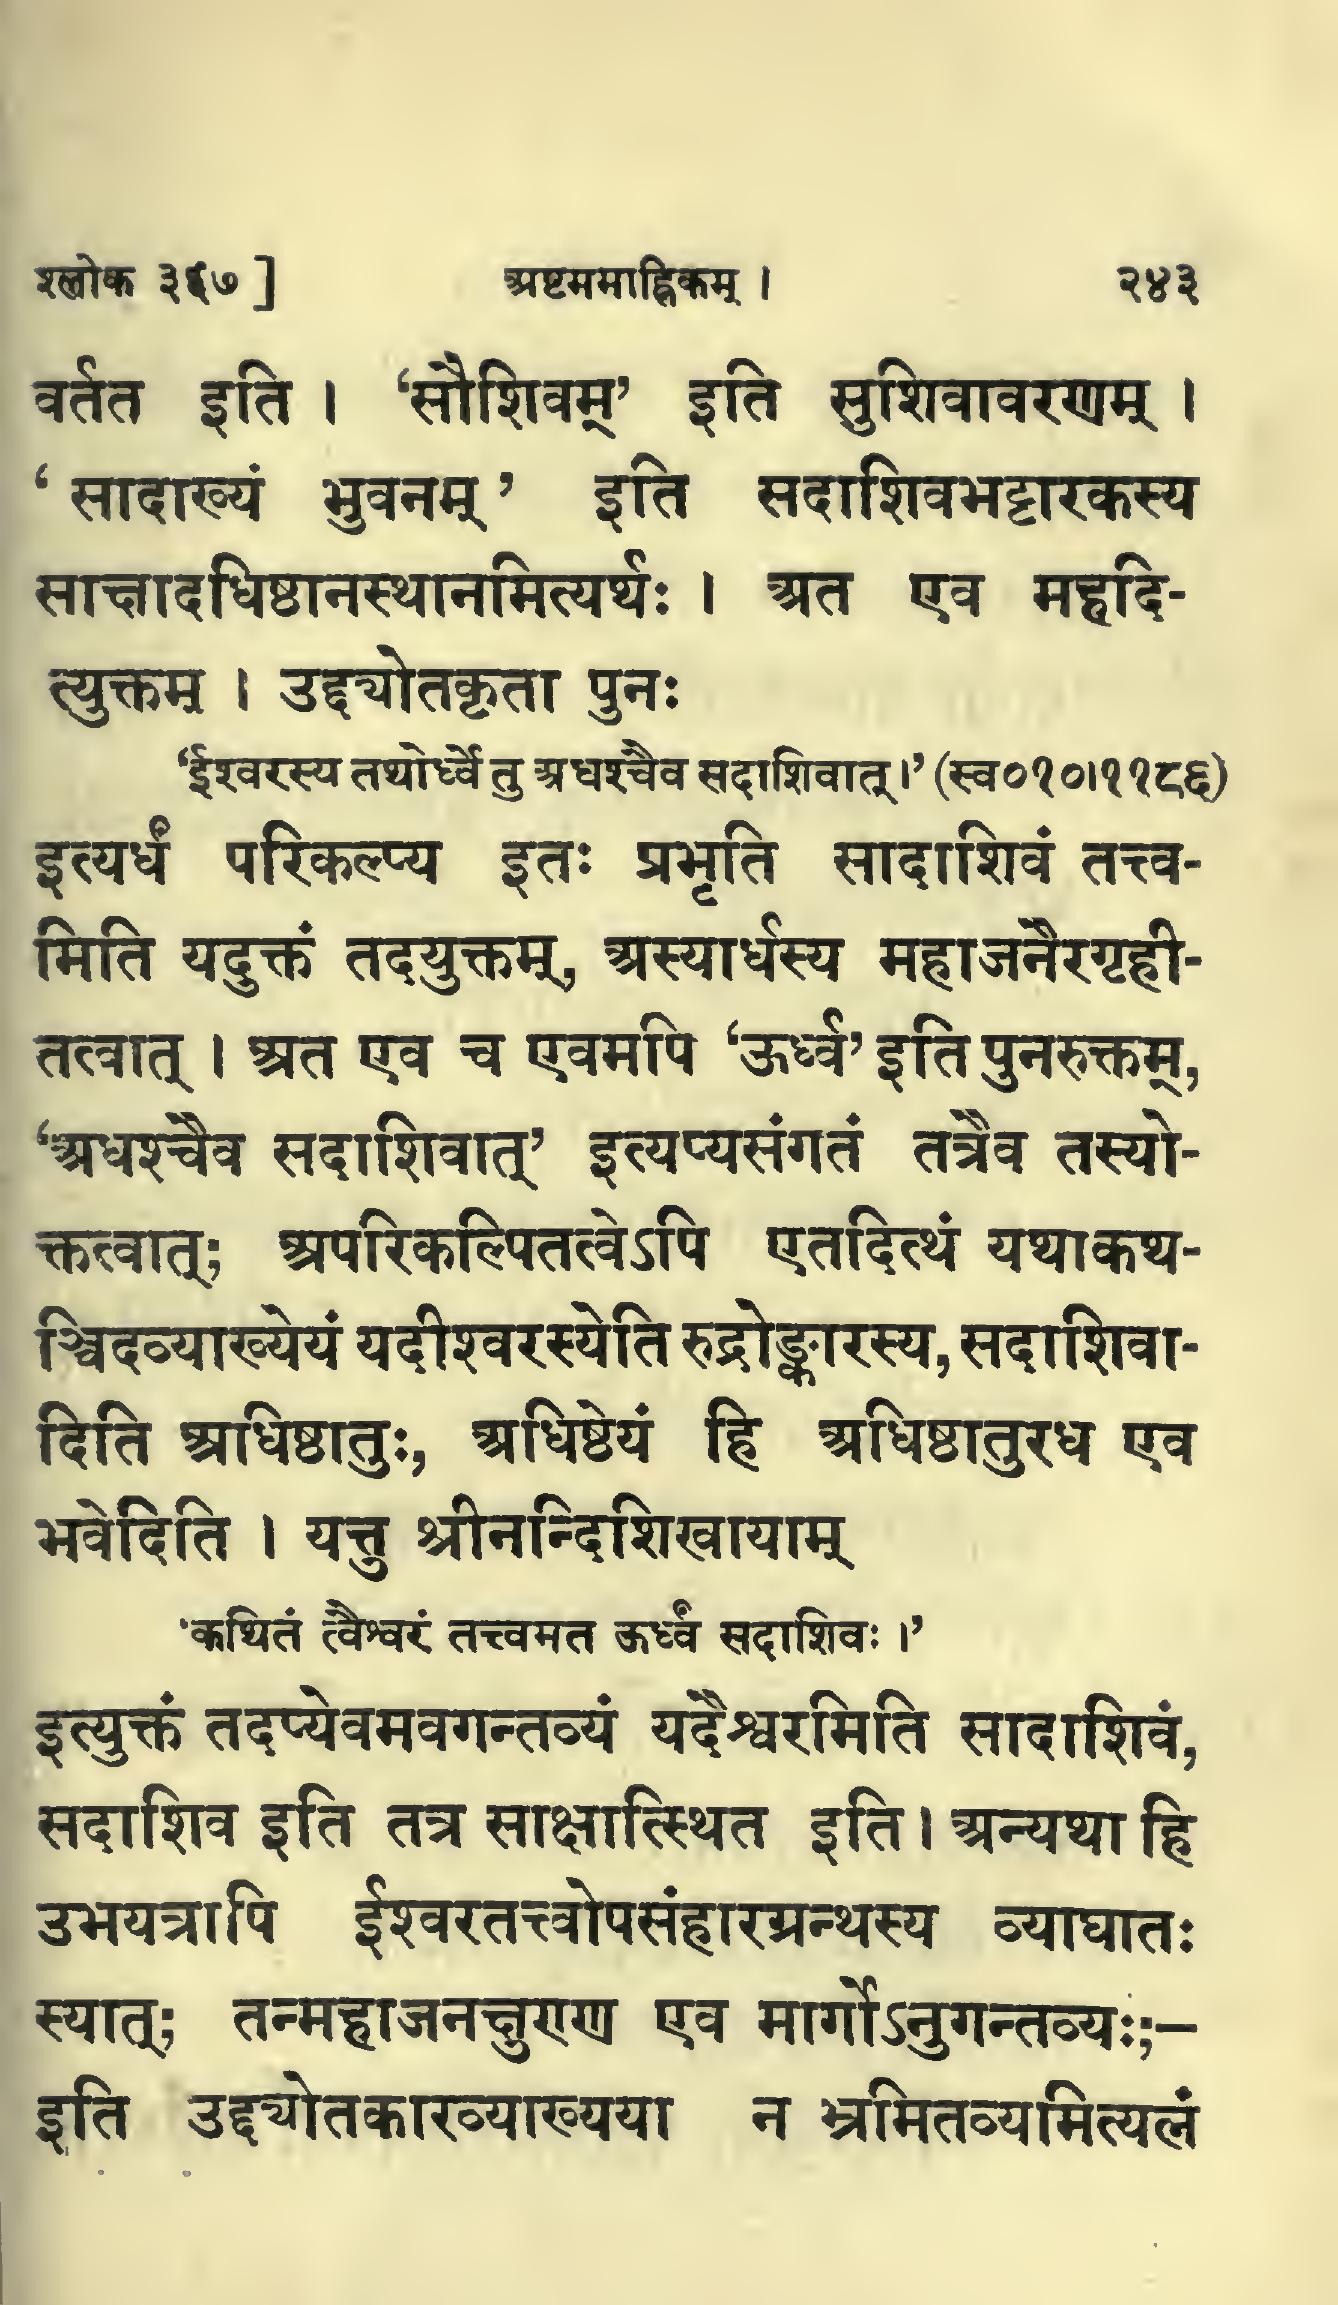 श्लोक ३६७ ] अष्टममाह्निकम् । २४३
वर्तत इति । ‘सौशिवम्’ इति सुशिवावरणम् ।
‘ सादाख्यं भुवनम् ’ इति सदाशिवभट्टारकस्य
साक्षादधिष्ठानस्थानमित्यर्थः । अत एव महदि-
त्युक्तम् । उद्द्योतकृता पुनः
‘ईश्वरस्य तथोर्ध्वे तु अधश्चैव सदाशिवात् ।’ (स्व०१०।११८६)
इत्यर्धं परिकल्प्य इतः प्रभृति सादाशिवं तत्त्व-
मिति यदुक्तं तदयुक्तम्, अस्यार्धस्य महाजनैरगृही-
तत्वात् । अत एव च एवमपि ‘ऊर्ध्व’ इति पुनरुक्तम्,
‘अधश्चैव सदाशिवात्’ इत्यप्यसंगतं तत्रैव तस्यो-
क्तत्वात्; अपरिकल्पितत्वेऽपि एतदित्थं यथाकथ-
ञ्चिदव्याख्येयं यदीश्वरस्येति रुद्रोङ्कारस्य, सदाशिवा-
दिति अधिष्ठातुः, अधिष्ठेयं हि अधिष्ठातुरध एव
भवेदिति । यत्तु श्रीनन्दिशिखायाम्
‘कथितं त्वैश्वरं तत्त्वमत ऊर्ध्वं सदाशिवः ।’
इत्युक्तं तदप्येवमवगन्तव्यं यदैश्वरमिति सादाशिवं,
सदाशिव इति तत्र साक्षात्स्थित इति । अन्यथा हि
उभयत्रापि ईश्वरतत्त्वोपसंहारग्रन्थस्य व्याघातः
स्यात्; तन्महाजनक्षुण्ण एव मार्गोऽनुगन्तव्यः;—
इति उद्द्योतकारव्याख्यया न भ्रमितव्यमित्यलं